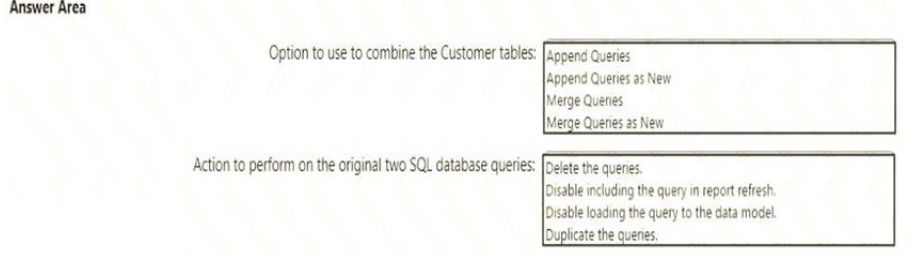 Answer Area
Option to use to combine the Customer tables:
Append Queries
Append Queries as New
Merge Queries
Merge Queries as New
Action to perform on the original two SQL database queries:
Delete the queries.
Disable including the query in report refresh.
Disable loading the query to the data model.
Duplicate the queries.